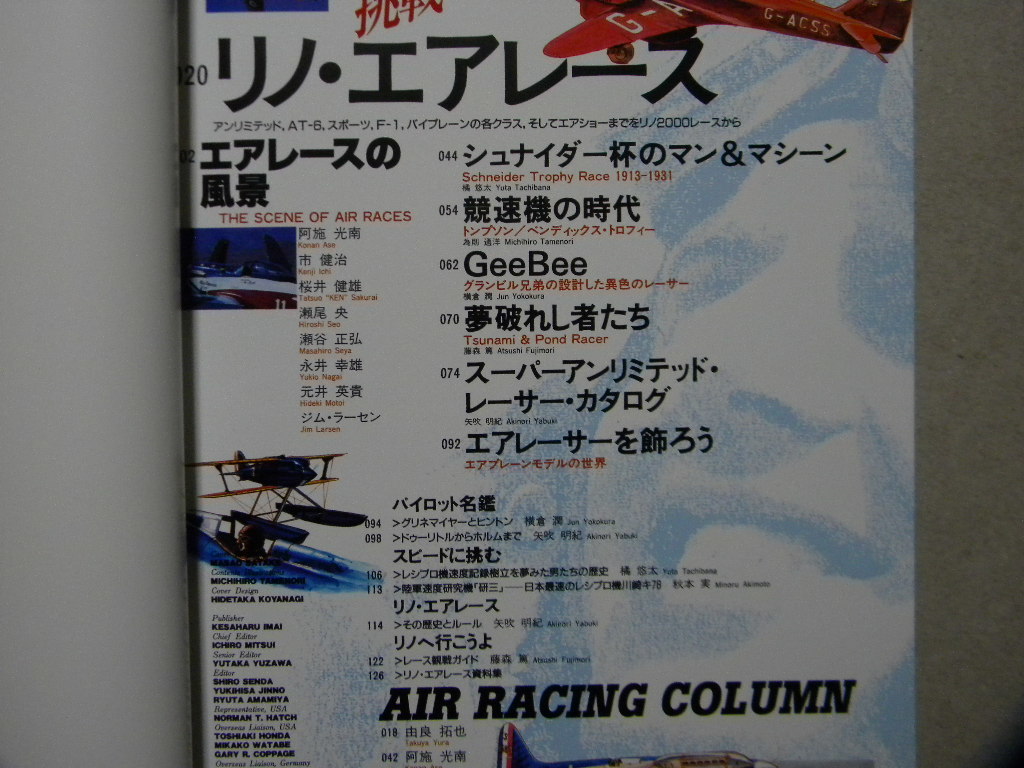 挑戦
G-A
G-ACSS
020
リノ・エアレース
アンリミテッド, AT-6, スポーツ, F-1, バイプレーンの各クラス, そしてエアショーまでをリノ2000レースから
02
エアレースの
風景
THE SCENE OF AIR RACES
阿施 光南
Konan Ase
市 健治
Kenji Ichi
桜井 健雄
Tatsuo "KEN" Sakurai
瀬尾 央
Hiroshi Seo
瀬谷 正弘
Masahiro Seya
永井 幸雄
Yukio Nagai
元井 英貴
Hideki Motoi
ジム・ラーセン
Jim Larsen
11
044 シュナイダー杯のマン＆マシーン
Schneider Trophy Race 1913-1931
橘 悠太 Yuta Tachibana
054 競速機の時代
トンプソン／ベンディックス・トロフィー
為則 通洋 Michihiro Tamenori
062 GeeBee
グランビル兄弟の設計した異色のレーサー
横倉 潤 Jun Yokokura
070 夢破れし者たち
Tsunami & Pond Racer
藤森 篤 Atsushi Fujimori
074 スーパーアンリミテッド・
レーサー・カタログ
矢吹 明紀 Akinori Yabuki
092 エアレーサーを飾ろう
エアプレーンモデルの世界
パイロット名鑑
094 >グリネマイヤーとヒントン 横倉 潤 Jun Yokokura
098 >ドゥーリトルからホルムまで 矢吹 明紀 Akinori Yabuki
スピードに挑む
106 >レシプロ機速度記録樹立を夢みた男たちの歴史 橘 悠太 Yuta Tachibana
113 >陸軍速度研究機「研三」——日本最速のレシプロ機川崎キ78 秋本 実 Minoru Akimoto
リノ・エアレース
114 >その歴史とルール 矢吹 明紀 Akinori Yabuki
リノへ行こうよ
122 >レース観戦ガイド 藤森 篤 Atsushi Fujimori
126 >リノ・エアレース資料集
MICHIHIRO TAMENORI
Cover Design
HIDETAKA KOYANAGI
Publisher
KESAHARU IMAI
Chief Editor
ICHIRO MITSUI
Senior Editor
YUTAKA YUZAWA
Editor
SHIRO SENDA
YUKIHISA JINNO
RYUTA AMAMIYA
Representative, USA
NORMAN T. HATCH
Overseas Liaison, USA
TOSHIAKI HONDA
MIKAKO WATABE
GARY R. COPPAGE
Overseas Liaison, Germany
AIR RACING COLUMN
018 由良 拓也
Takuya Yura
042 阿施 光南
Konan Ase